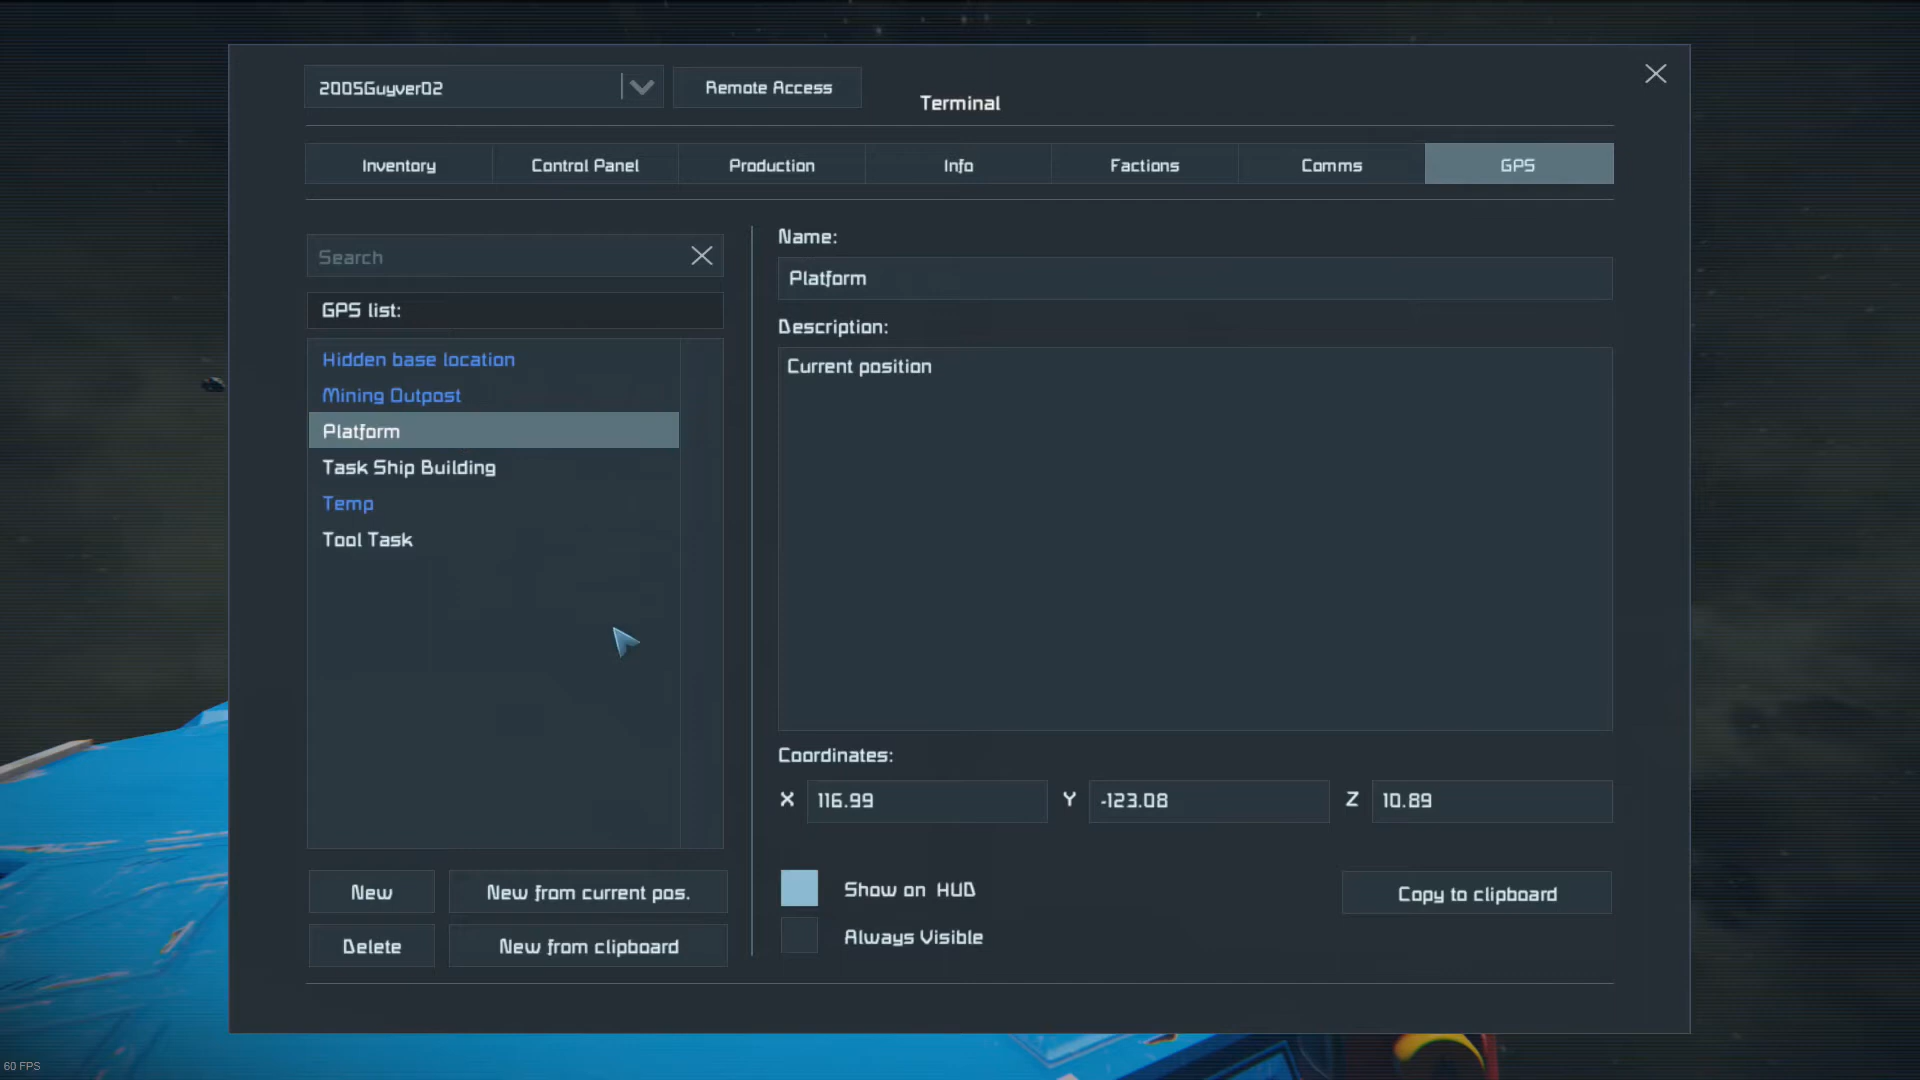 2005Guyver02
Remote Access
Terminal
Inventory
Control Panel
Production
Info
Factions
Comms
GPS
Search
GPS list:
Hidden base location
Mining Outpost
Platform
Task Ship Building
Temp
Tool Task
New
New from current pos.
Delete
New from clipboard
Name:
Platform
Description:
Current position
Coordinates:
X 116.99 Y -123.08 Z 10.89
Show on HUD
Copy to clipboard
Always Visible
60 FPS